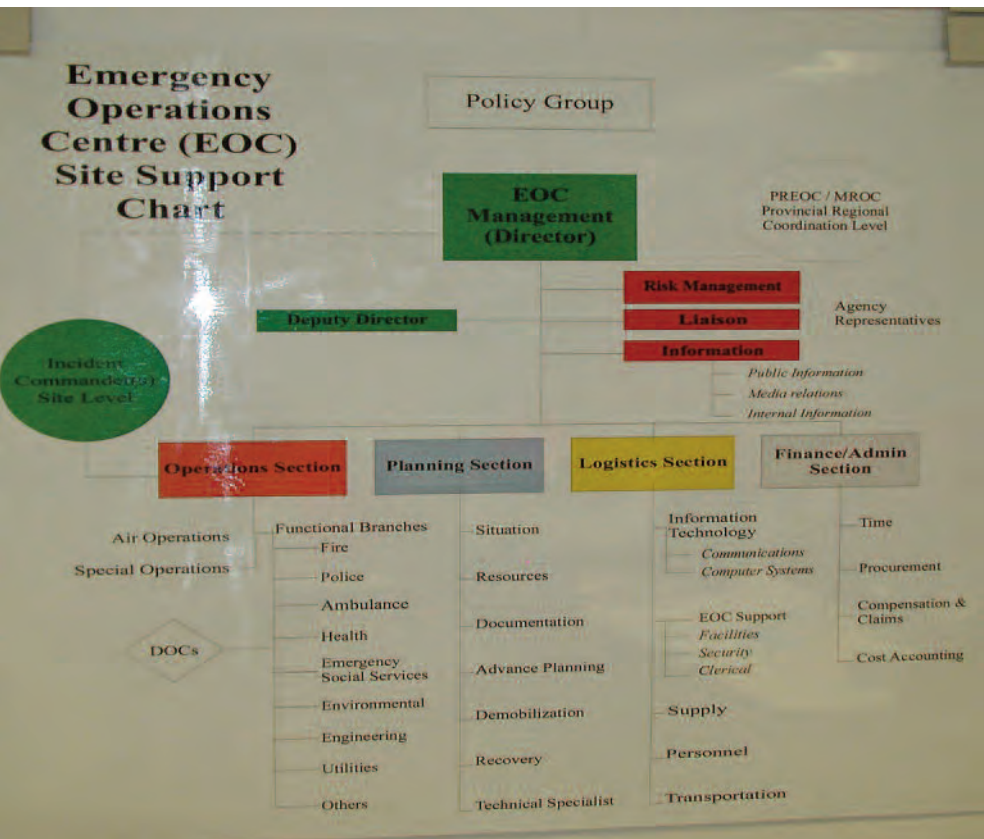 Emergency
Operations
Centre (EOC)
Site Support
Chart
Policy Group
EOC
Management
(Director)
PREOC / MROC
Provincial Regional
Coordination Level
Risk Management
Deputy Director
Liaison
Agency
Representatives
Information
Public Information
Media relations
Internal Information
Incident
Commander(s)
Site Level
Operations Section
Planning Section
Logistics Section
Finance/Admin
Section
Air Operations
Special Operations
DOCs
Functional Branches
Fire
Police
Ambulance
Health
Emergency
Social Services
Environmental
Engineering
Utilities
Others
Situation
Resources
Documentation
Advance Planning
Demobilization
Recovery
Technical Specialist
Information
Technology
Communications
Computer Systems
EOC Support
Facilities
Security
Clerical
Supply
Personnel
Transportation
Time
Procurement
Compensation &
Claims
Cost Accounting